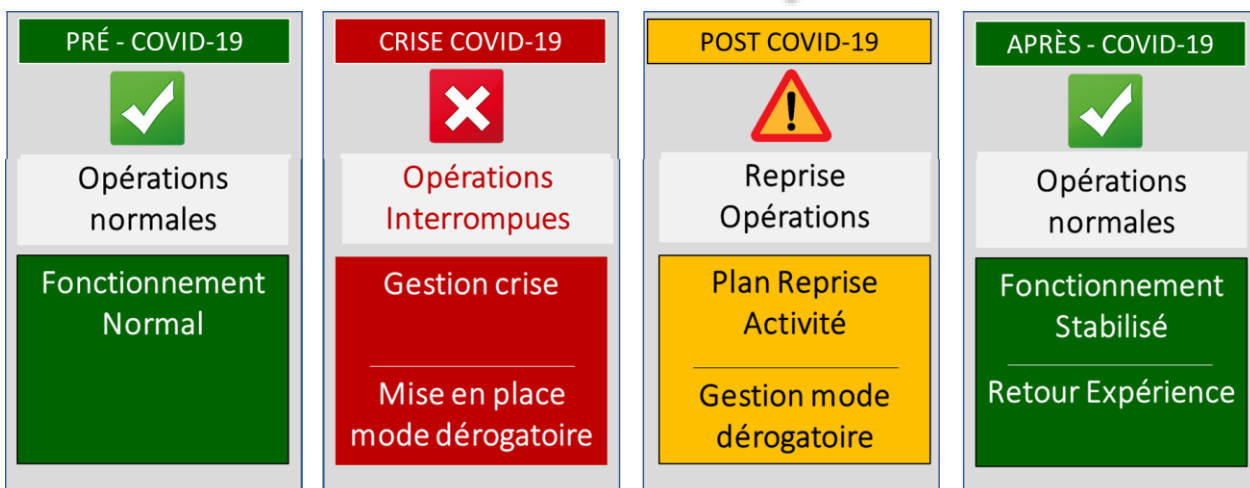 PRÉ - COVID-19
Opérations
normales
Fonctionnement
Normal
CRISE COVID-19
Opérations
Interrompues
Gestion crise
Mise en place
mode dérogatoire
POST COVID-19
Reprise
Opérations
Plan Reprise
Activité
Gestion mode
dérogatoire
APRÈS - COVID-19
Opérations
normales
Fonctionnement
Stabilisé
Retour Expérience